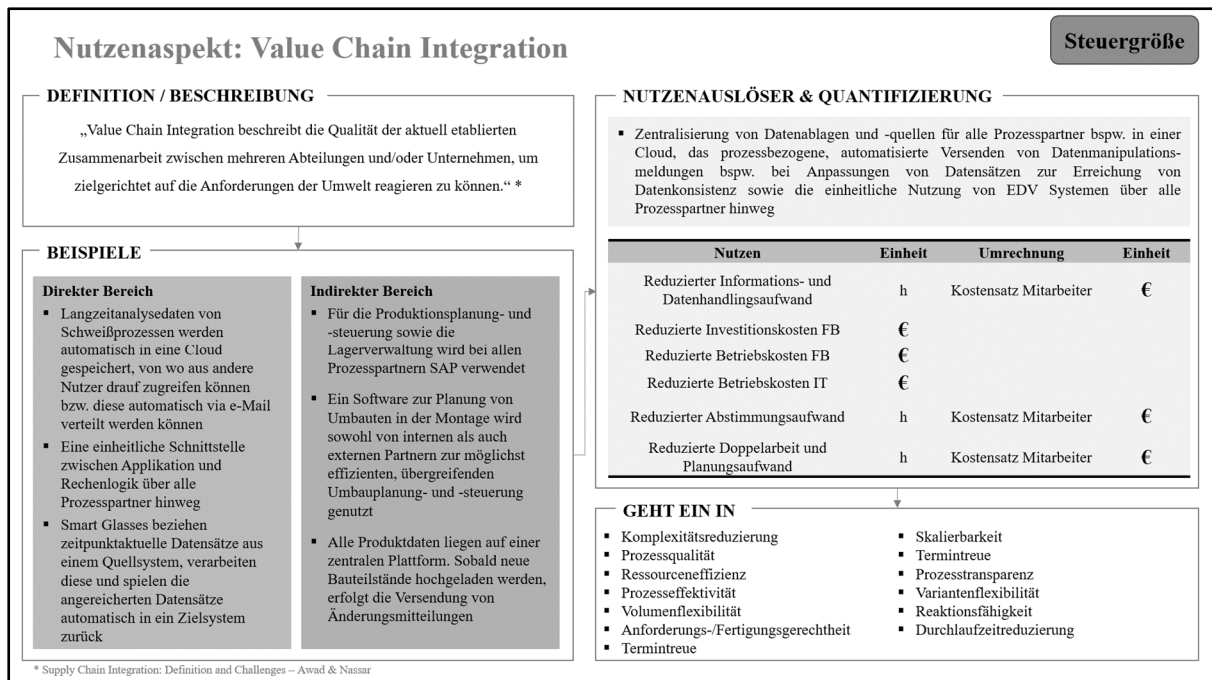 Nutzenaspekt: Value Chain Integration
Steuergröße
DEFINITION / BESCHREIBUNG
„Value Chain Integration beschreibt die Qualität der aktuell etablierten
Zusammenarbeit zwischen mehreren Abteilungen und/oder Unternehmen, um
zielgerichtet auf die Anforderungen der Umwelt reagieren zu können.“ *
BEISPIELE
Direkter Bereich
▪ Langzeitanalysedaten von
Schweißprozessen werden
automatisch in eine Cloud
gespeichert, von wo aus andere
Nutzer drauf zugreifen können
bzw. diese automatisch via e-Mail
verteilt werden können
▪ Eine einheitliche Schnittstelle
zwischen Applikation und
Rechenlogik über alle
Prozesspartner hinweg
▪ Smart Glasses beziehen
zeitpunktaktuelle Datensätze aus
einem Quellsystem, verarbeiten
diese und spielen die
angereicherten Datensätze
automatisch in ein Zielsystem
zurück
Indirekter Bereich
▪ Für die Produktionsplanung- und
-steuerung sowie die
Lagerverwaltung wird bei allen
Prozesspartnern SAP verwendet
▪ Ein Software zur Planung von
Umbauten in der Montage wird
sowohl von internen als auch
externen Partnern zur möglichst
effizienten, übergreifenden
Umbauplanung- und -steuerung
genutzt
▪ Alle Produktdaten liegen auf einer
zentralen Plattform. Sobald neue
Bauteilstände hochgeladen werden,
erfolgt die Versendung von
Änderungsmitteilungen
NUTZENAUSLÖSER & QUANTIFIZIERUNG
▪ Zentralisierung von Datenablagen und -quellen für alle Prozesspartner bspw. in einer
Cloud, das prozessbezogene, automatisierte Versenden von Datenmanipulations-
meldungen bspw. bei Anpassungen von Datensätzen zur Erreichung von
Datenkonsistenz sowie die einheitliche Nutzung von EDV Systemen über alle
Prozesspartner hinweg
Nutzen Einheit Umrechnung Einheit
Reduzierter Informations- und
Datenhandlingsaufwand h Kostensatz Mitarbeiter €
Reduzierte Investitionskosten FB €
Reduzierte Betriebskosten FB €
Reduzierte Betriebskosten IT €
Reduzierter Abstimmungsaufwand h Kostensatz Mitarbeiter €
Reduzierte Doppelarbeit und
Planungsaufwand h Kostensatz Mitarbeiter €
GEHT EIN IN
▪ Komplexitätsreduzierung
▪ Prozessqualität
▪ Ressourceneffizienz
▪ Prozesseffektivität
▪ Volumenflexibilität
▪ Anforderungs-/Fertigungsgerechtheit
▪ Termintreue
▪ Skalierbarkeit
▪ Termintreue
▪ Prozesstransparenz
▪ Variantenflexibilität
▪ Reaktionsfähigkeit
▪ Durchlaufzeitreduzierung
* Supply Chain Integration: Definition and Challenges – Awad & Nassar